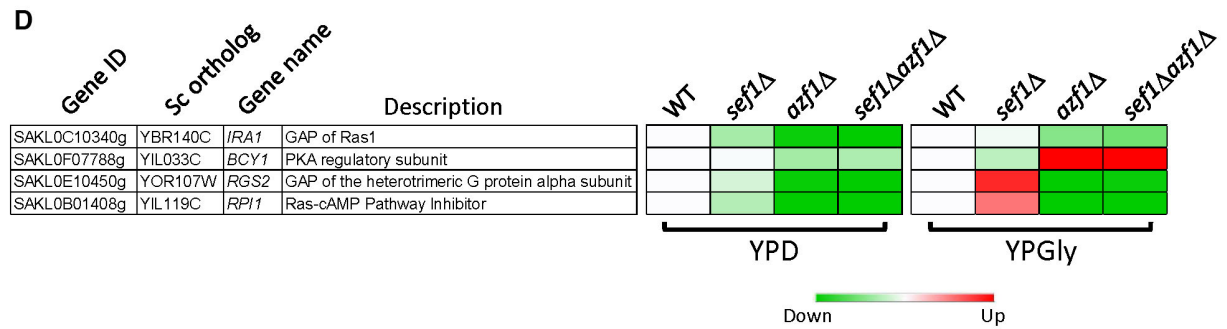 D
Gene ID Sc ortholog Gene name Description WT sef1Δ azf1Δ sef1Δazf1Δ WT sef1Δ azf1Δ sef1Δazf1Δ
SAKL0C10340g YBR140C IRA1 GAP of Ras1
SAKL0F07788g YIL033C BCY1 PKA regulatory subunit
SAKL0E10450g YOR107W RGS2 GAP of the heterotrimeric G protein alpha subunit
SAKL0B01408g YIL119C RPI1 Ras-cAMP Pathway Inhibitor
YPD YPGly
Down Up